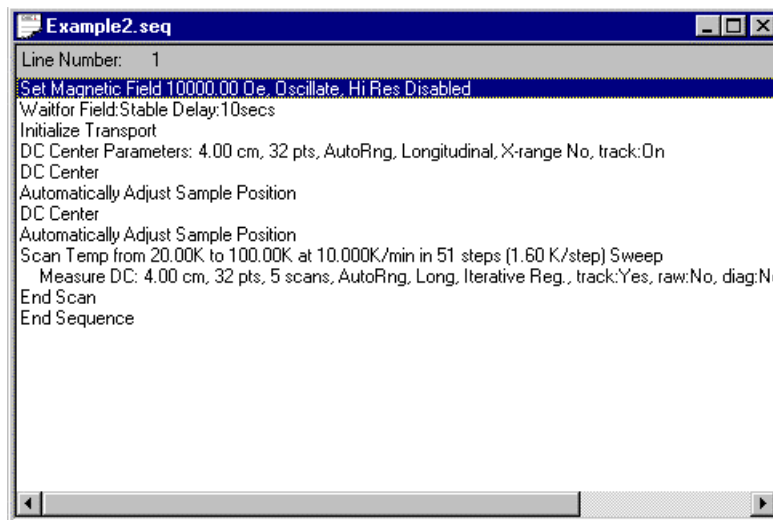 Example2.seq
Line Number: 1
Set Magnetic Field 10000.00 Oe, Oscillate, Hi Res Disabled
Waitfor Field:Stable Delay:10secs
Initialize Transport
DC Center Parameters: 4.00 cm, 32 pts, AutoRng, Longitudinal, X-range No, track:On
DC Center
Automatically Adjust Sample Position
DC Center
Automatically Adjust Sample Position
Scan Temp from 20.00K to 100.00K at 10.000K/min in 51 steps (1.60 K/step) Sweep
Measure DC: 4.00 cm, 32 pts, 5 scans, AutoRng, Long, Iterative Reg., track:Yes, raw:No, diag:No
End Scan
End Sequence